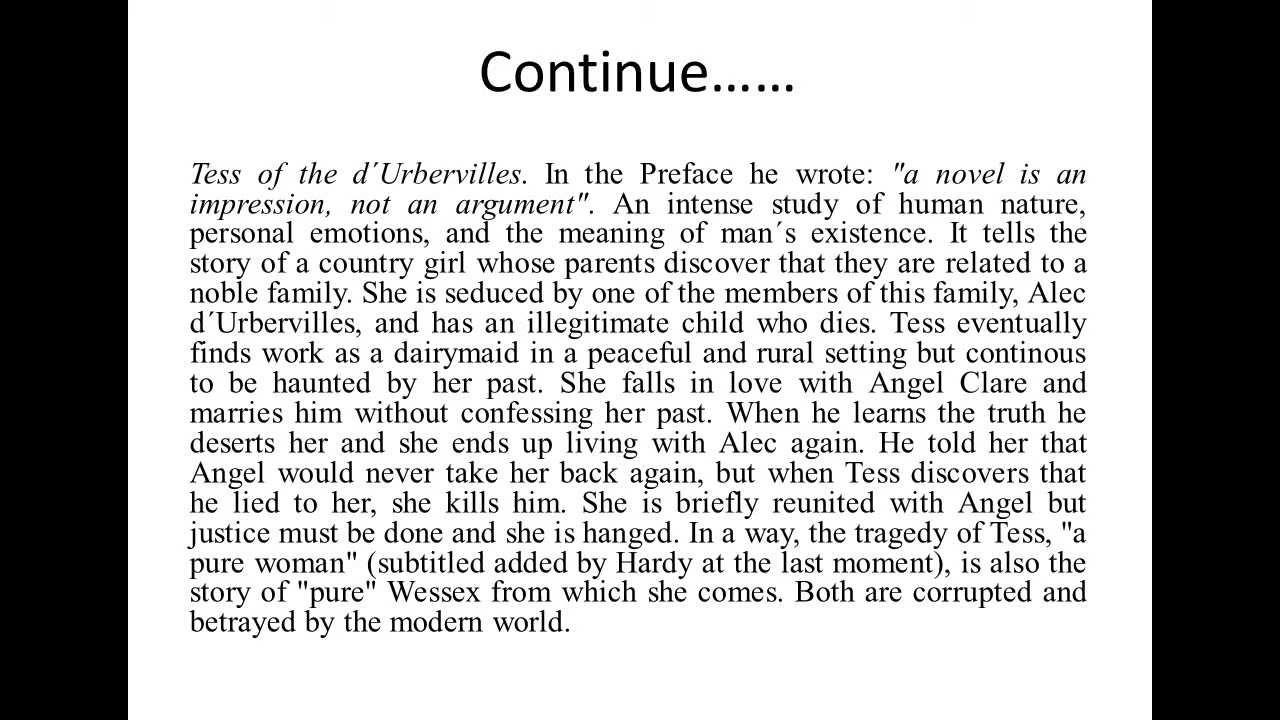 Continue……
Tess of the d´Urbervilles. In the Preface he wrote: "a novel is an
impression, not an argument". An intense study of human nature,
personal emotions, and the meaning of man´s existence. It tells the
story of a country girl whose parents discover that they are related to a
noble family. She is seduced by one of the members of this family, Alec
d´Urbervilles, and has an illegitimate child who dies. Tess eventually
finds work as a dairymaid in a peaceful and rural setting but continous
to be haunted by her past. She falls in love with Angel Clare and
marries him without confessing her past. When he learns the truth he
deserts her and she ends up living with Alec again. He told her that
Angel would never take her back again, but when Tess discovers that
he lied to her, she kills him. She is briefly reunited with Angel but
justice must be done and she is hanged. In a way, the tragedy of Tess, "a
pure woman" (subtitled added by Hardy at the last moment), is also the
story of "pure" Wessex from which she comes. Both are corrupted and
betrayed by the modern world.